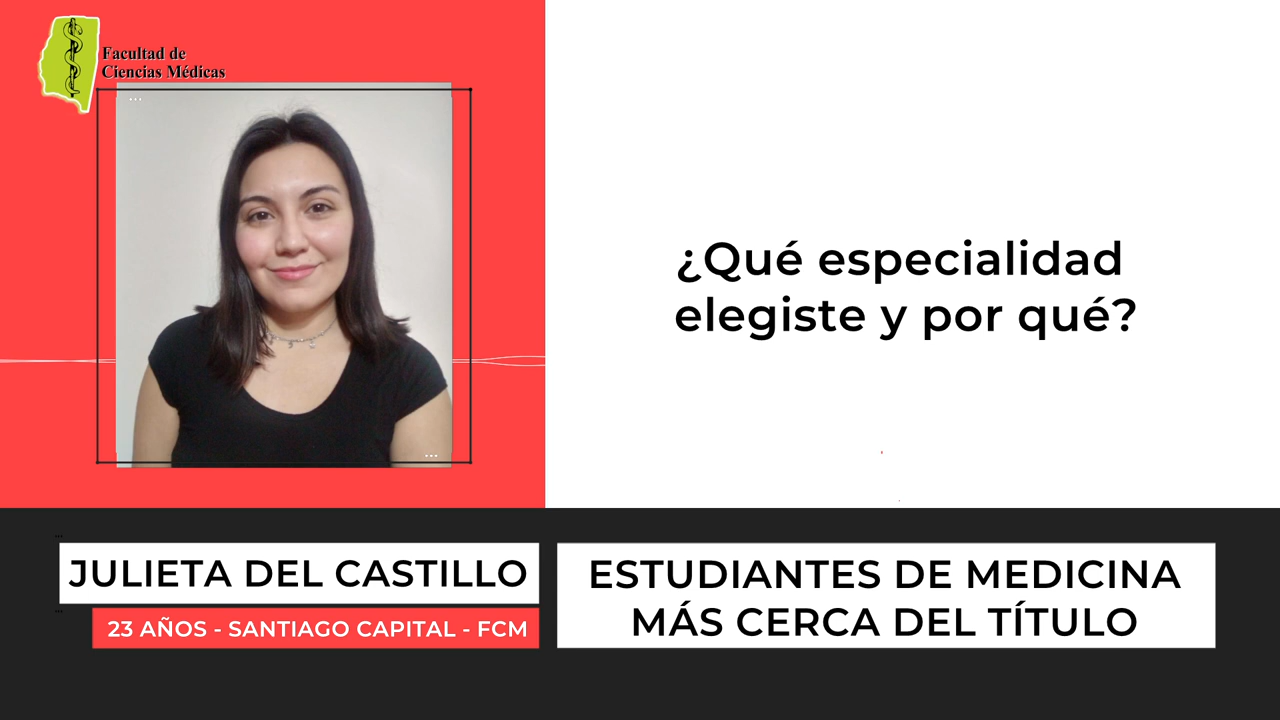 Facultad de
Ciencias Médicas
¿Qué especialidad
elegiste y por qué?
JULIETA DEL CASTILLO
23 AÑOS - SANTIAGO CAPITAL - FCM
ESTUDIANTES DE MEDICINA
MÁS CERCA DEL TÍTULO